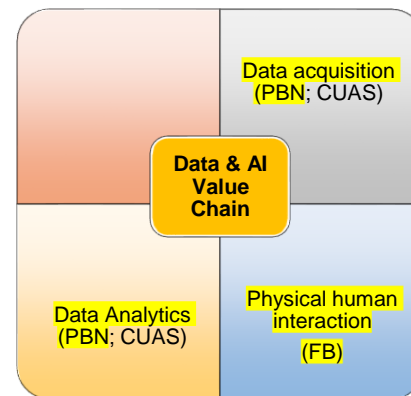 Data acquisition
(PBN; CUAS)
Data & AI
Value
Chain
Data Analytics
(PBN; CUAS)
Physical human
interaction
(FB)